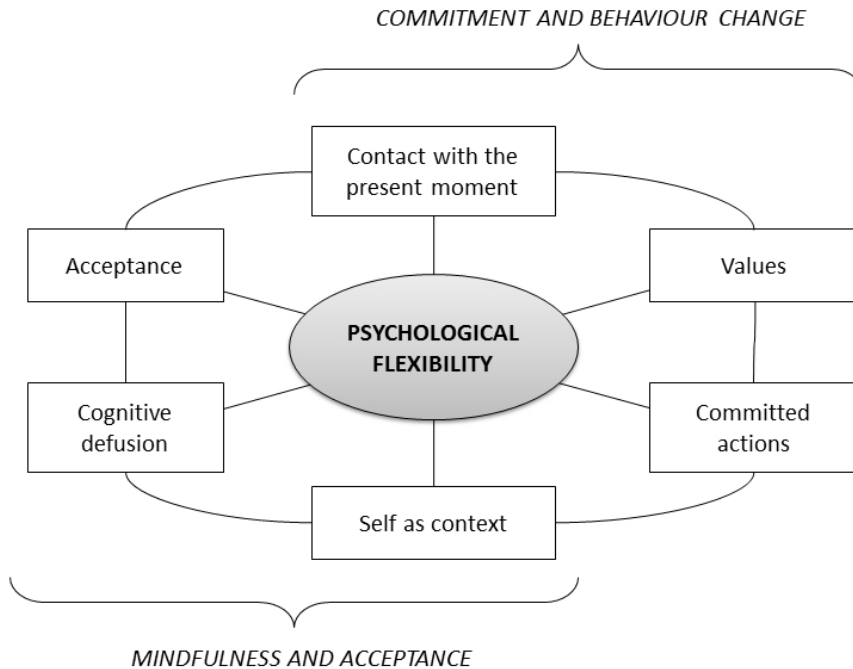 COMMITMENT AND BEHAVIOUR CHANGE
Contact with the
present moment
Acceptance
Values
PSYCHOLOGICAL
FLEXIBILITY
Cognitive
defusion
Committed
actions
Self as context
MINDFULNESS AND ACCEPTANCE